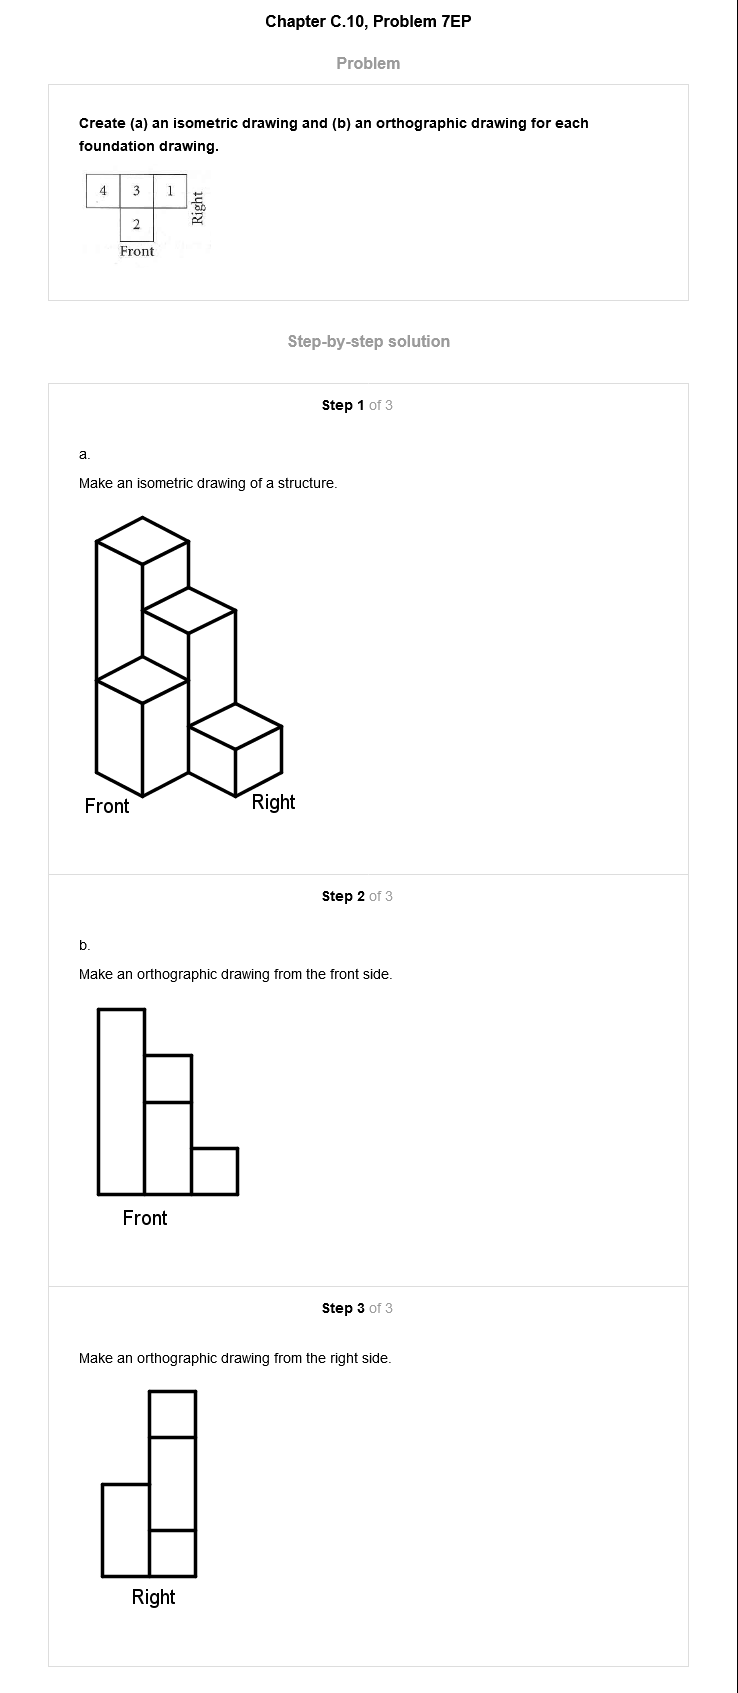 Chapter C.10, Problem 7EP
Problem
Create (a) an isometric drawing and (b) an orthographic drawing for each
foundation drawing.
4 3 1
Right
2
Front
Step-by-step solution
Step 1 of 3
a.
Make an isometric drawing of a structure.
Front Right
Step 2 of 3
b.
Make an orthographic drawing from the front side.
Front
Step 3 of 3
Make an orthographic drawing from the right side.
Right